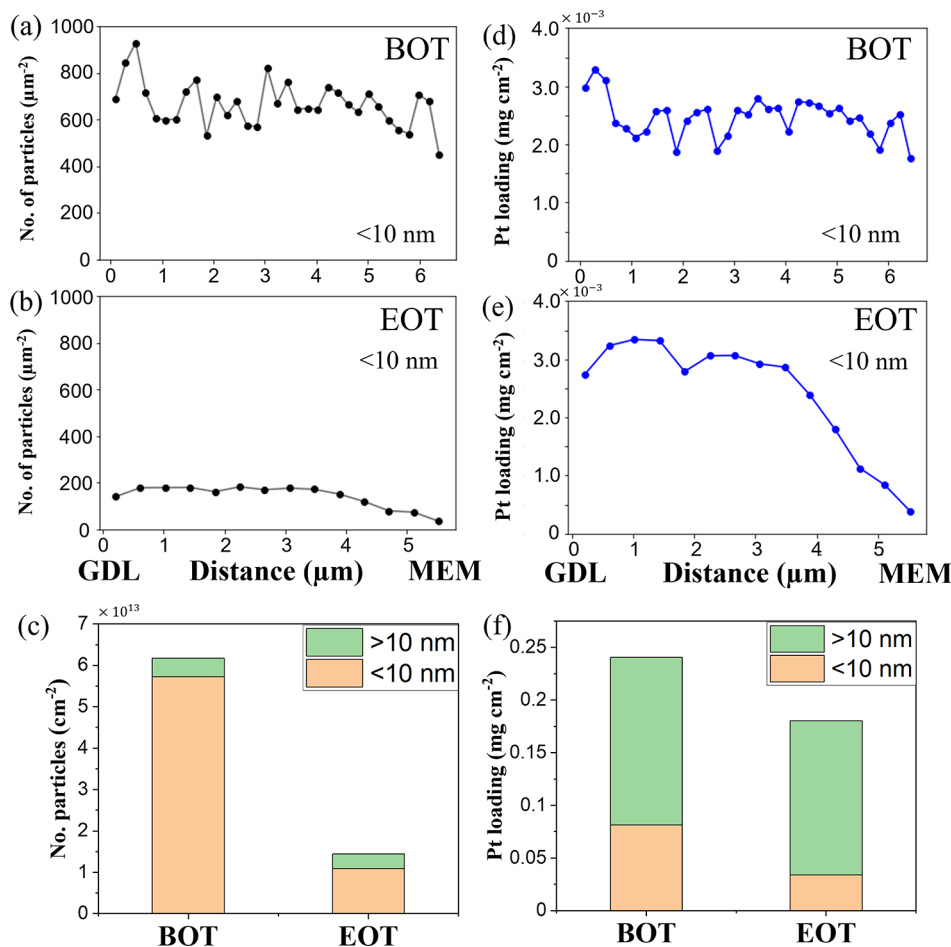 (a)
No. of particles (μm⁻²)
1000
800
600
400
200
0
BOT
<10 nm
0 1 2 3 4 5 6
(d)
Pt loading (mg cm⁻²)
× 10⁻³
4.0
3.0
2.0
1.0
0
BOT
<10 nm
0 1 2 3 4 5 6
(b)
No. of particles (μm⁻²)
1000
800
600
400
200
0
EOT
<10 nm
0 1 2 3 4 5
GDL Distance (μm) MEM
(e)
Pt loading (mg cm⁻²)
× 10⁻³
4.0
3.0
2.0
1.0
0
EOT
<10 nm
0 1 2 3 4 5
GDL Distance (μm) MEM
(c)
No. particles (cm⁻²)
× 10¹³
7
6
5
4
3
2
1
0
>10 nm
<10 nm
BOT EOT
(f)
Pt loading (mg cm⁻²)
0.25
0.2
0.15
0.1
0.05
0
>10 nm
<10 nm
BOT EOT